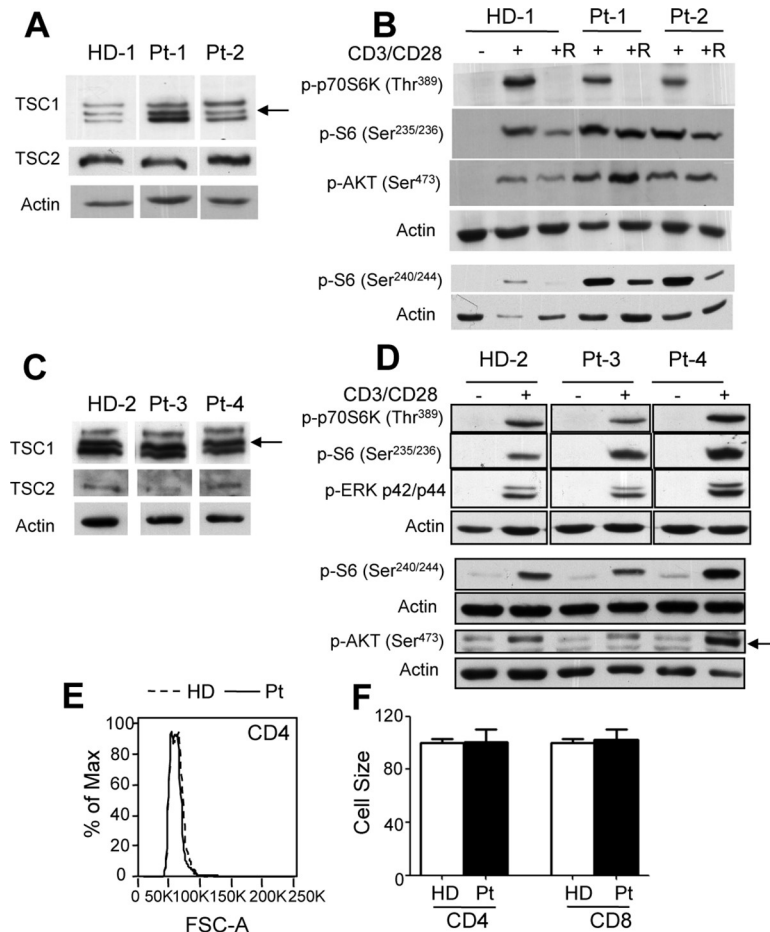 A
HD-1 Pt-1 Pt-2
TSC1
TSC2
Actin
B
HD-1 Pt-1 Pt-2
CD3/CD28 - + +R + +R + +R
p-p70S6K (Thr389)
p-S6 (Ser235/236)
p-AKT (Ser473)
Actin
p-S6 (Ser240/244)
Actin
C
HD-2 Pt-3 Pt-4
TSC1
TSC2
Actin
D
HD-2 Pt-3 Pt-4
CD3/CD28 - + - + - +
p-p70S6K (Thr389)
p-S6 (Ser235/236)
p-ERK p42/p44
Actin
p-S6 (Ser240/244)
Actin
p-AKT (Ser473)
Actin
E
HD Pt
CD4
% of Max
100
80
60
40
20
0
0 50K 100K 150K 200K 250K
FSC-A
F
Cell Size
120
80
40
0
HD Pt HD Pt
CD4 CD8